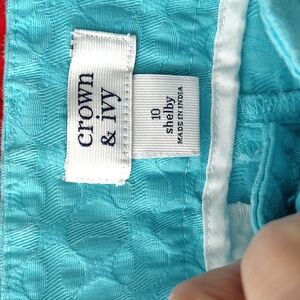 crown
& ivy
10
shelby
MADE IN INDIA